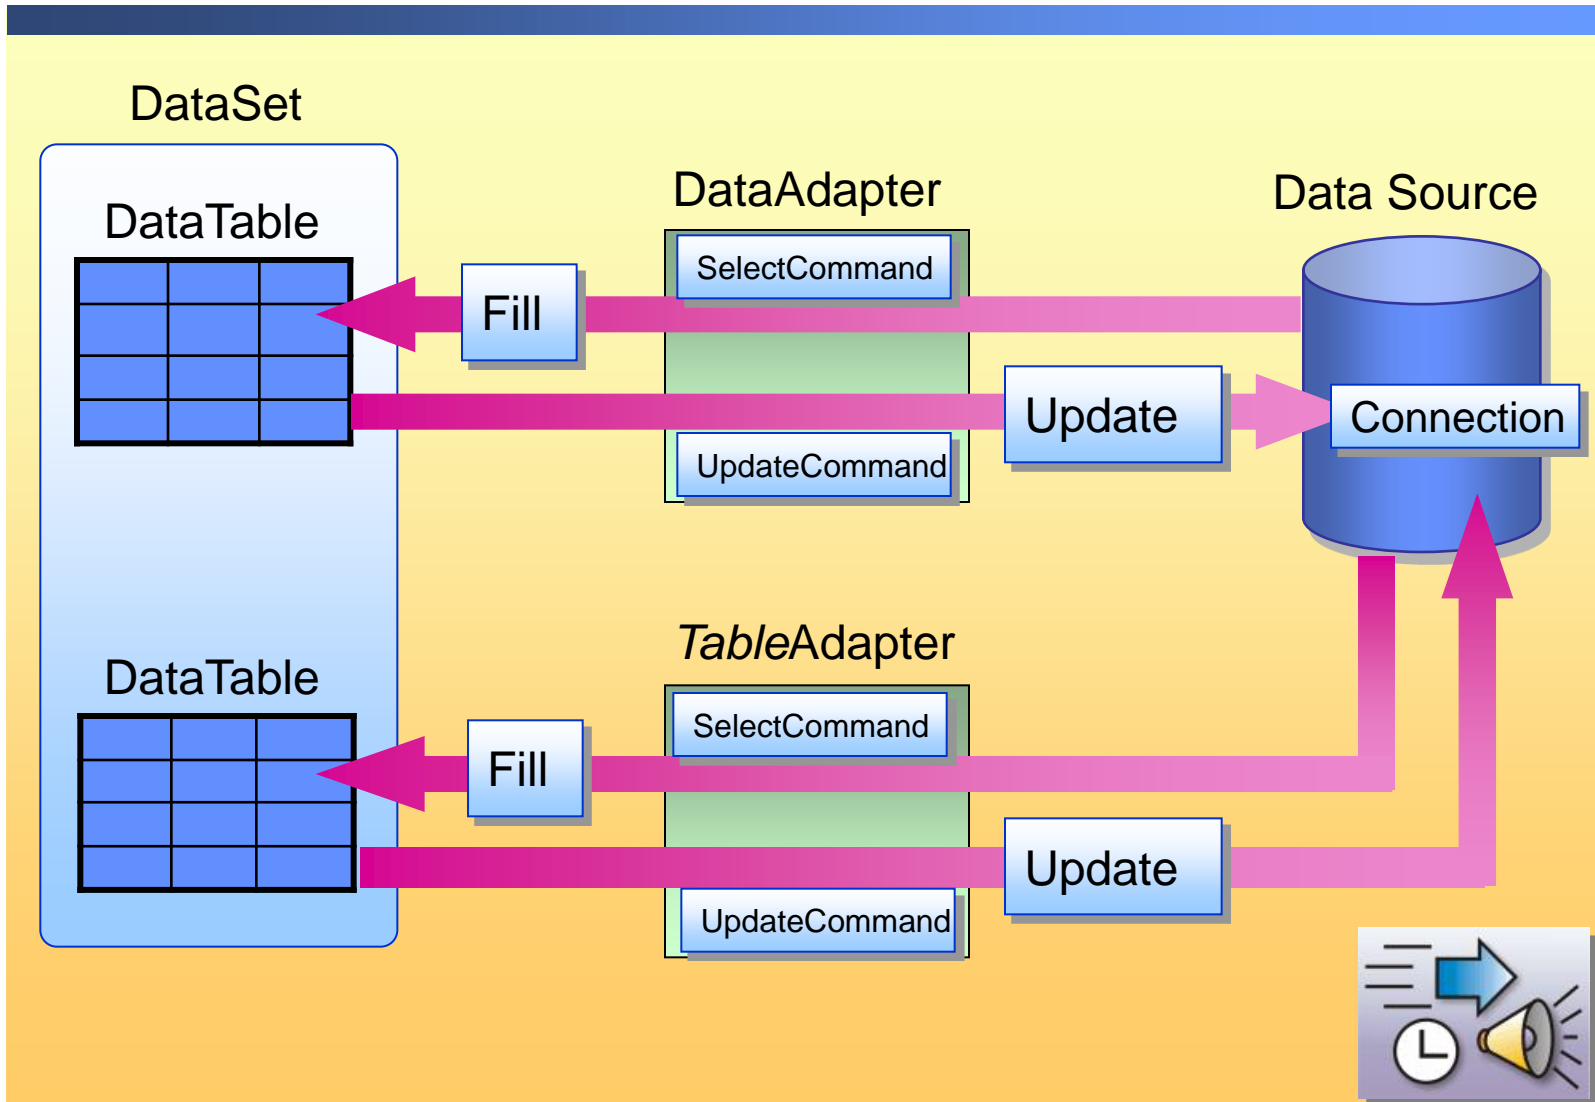 DataSet
DataTable
DataAdapter
Data Source
SelectCommand
Fill
Update
Connection
UpdateCommand
DataTable
TableAdapter
SelectCommand
Fill
Update
UpdateCommand